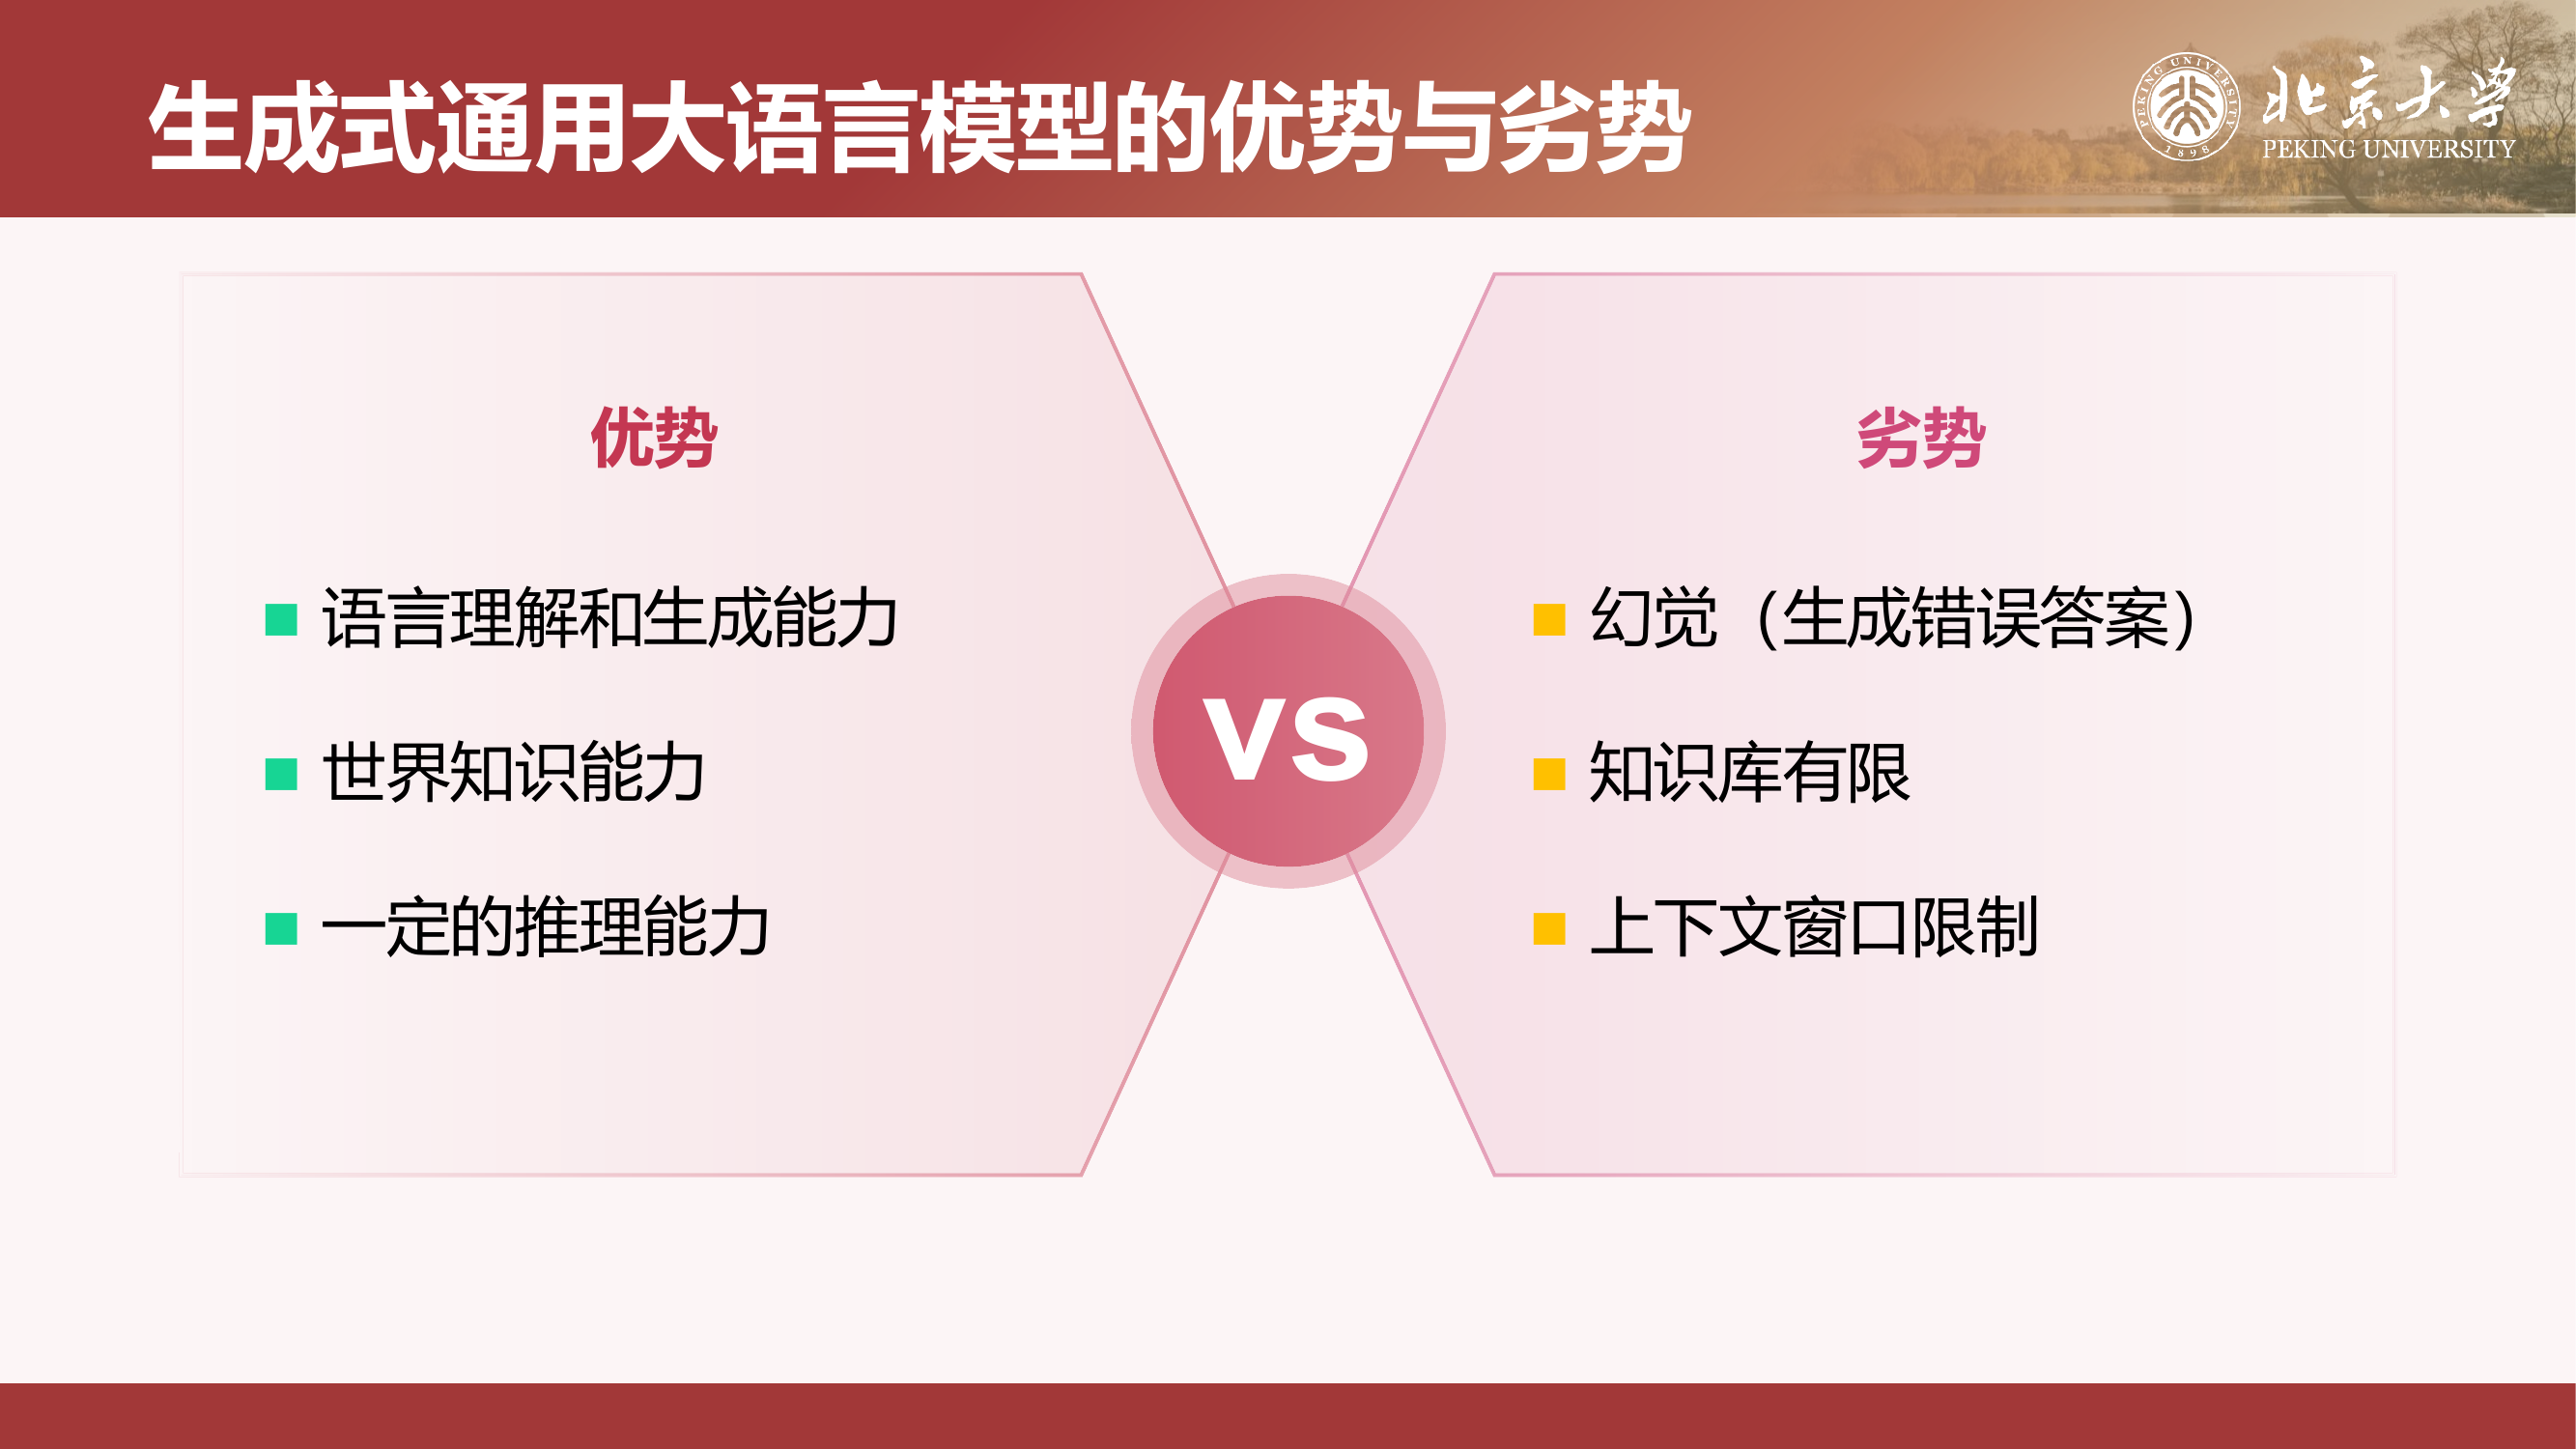 生成式通用大语言模型的优势与劣势
PEKING UNIVERSITY
1898
北京大学
PEKING UNIVERSITY
优势
语言理解和生成能力
世界知识能力
一定的推理能力
VS
劣势
幻觉（生成错误答案）
知识库有限
上下文窗口限制